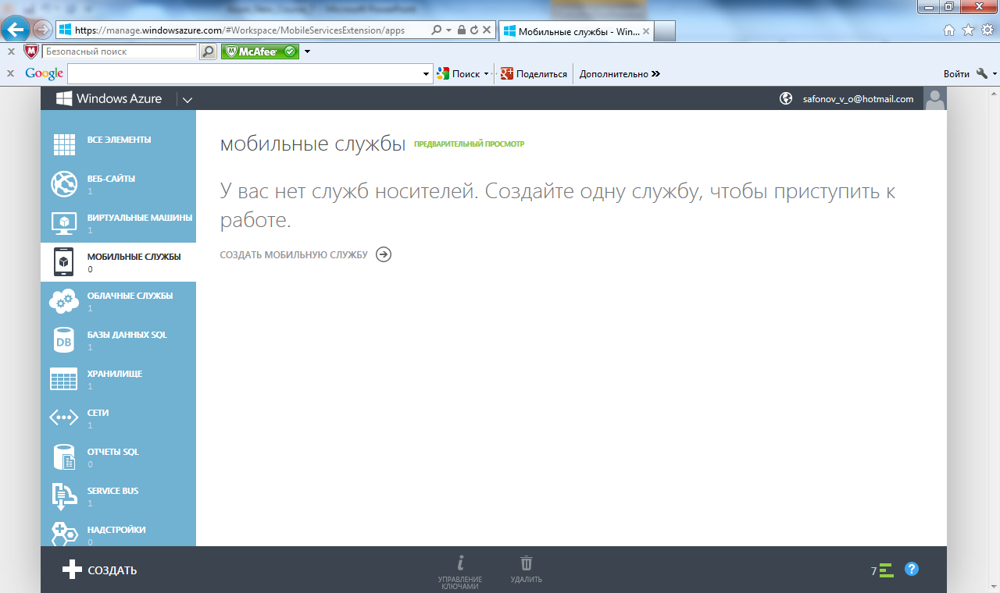 https://manage.windowsazure.com/#Workspace/MobileServicesExtension/apps
Мобильные службы - Win...
Безопасный поиск
McAfee
Google
Поиск
Поделиться
Дополнительно
Войти
Windows Azure
safonov_v_o@hotmail.com
ВСЕ ЭЛЕМЕНТЫ
ВЕБ-САЙТЫ
1
ВИРТУАЛЬНЫЕ МАШИНЫ
1
МОБИЛЬНЫЕ СЛУЖБЫ
0
ОБЛАЧНЫЕ СЛУЖБЫ
1
DB
БАЗЫ ДАННЫХ SQL
1
ХРАНИЛИЩЕ
1
СЕТИ
1
ОТЧЕТЫ SQL
0
SERVICE BUS
1
НАДСТРОЙКИ
0
мобильные службы ПРЕДВАРИТЕЛЬНЫЙ ПРОСМОТР
У вас нет служб носителей. Создайте одну службу, чтобы приступить к
работе.
СОЗДАТЬ МОБИЛЬНУЮ СЛУЖБУ
СОЗДАТЬ
УПРАВЛЕНИЕ
КЛЮЧАМИ
УДАЛИТЬ
7
?